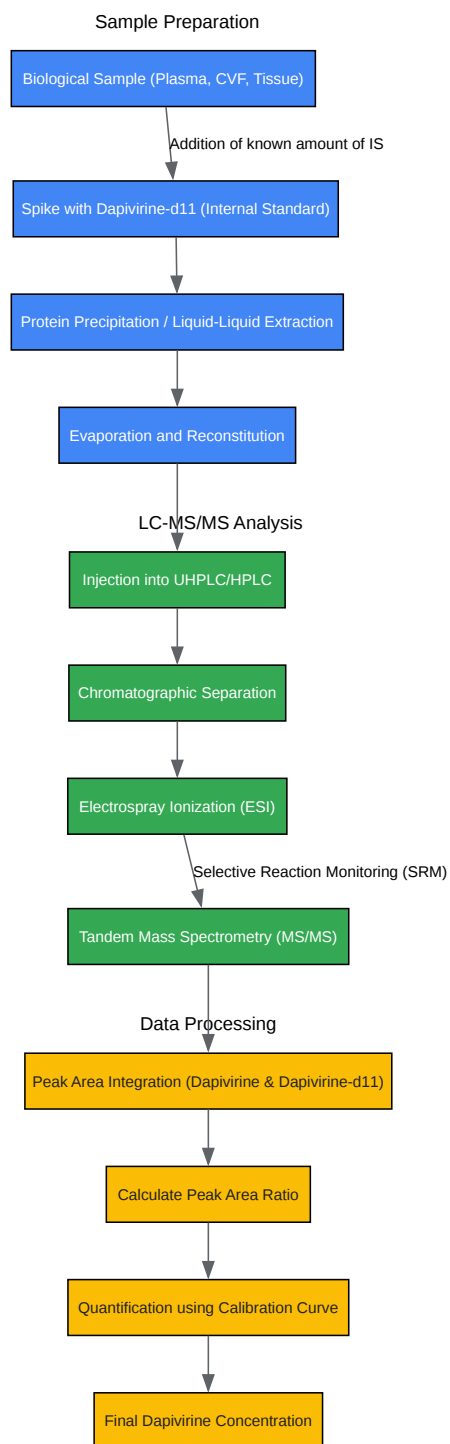 Sample Preparation
Biological Sample (Plasma, CVF, Tissue)
Addition of known amount of IS
Spike with Dapivirine-d11 (Internal Standard)
Protein Precipitation / Liquid-Liquid Extraction
Evaporation and Reconstitution
LC-MS/MS Analysis
Injection into UHPLC/HPLC
Chromatographic Separation
Electrospray Ionization (ESI)
Selective Reaction Monitoring (SRM)
Tandem Mass Spectrometry (MS/MS)
Data Processing
Peak Area Integration (Dapivirine & Dapivirine-d11)
Calculate Peak Area Ratio
Quantification using Calibration Curve
Final Dapivirine Concentration